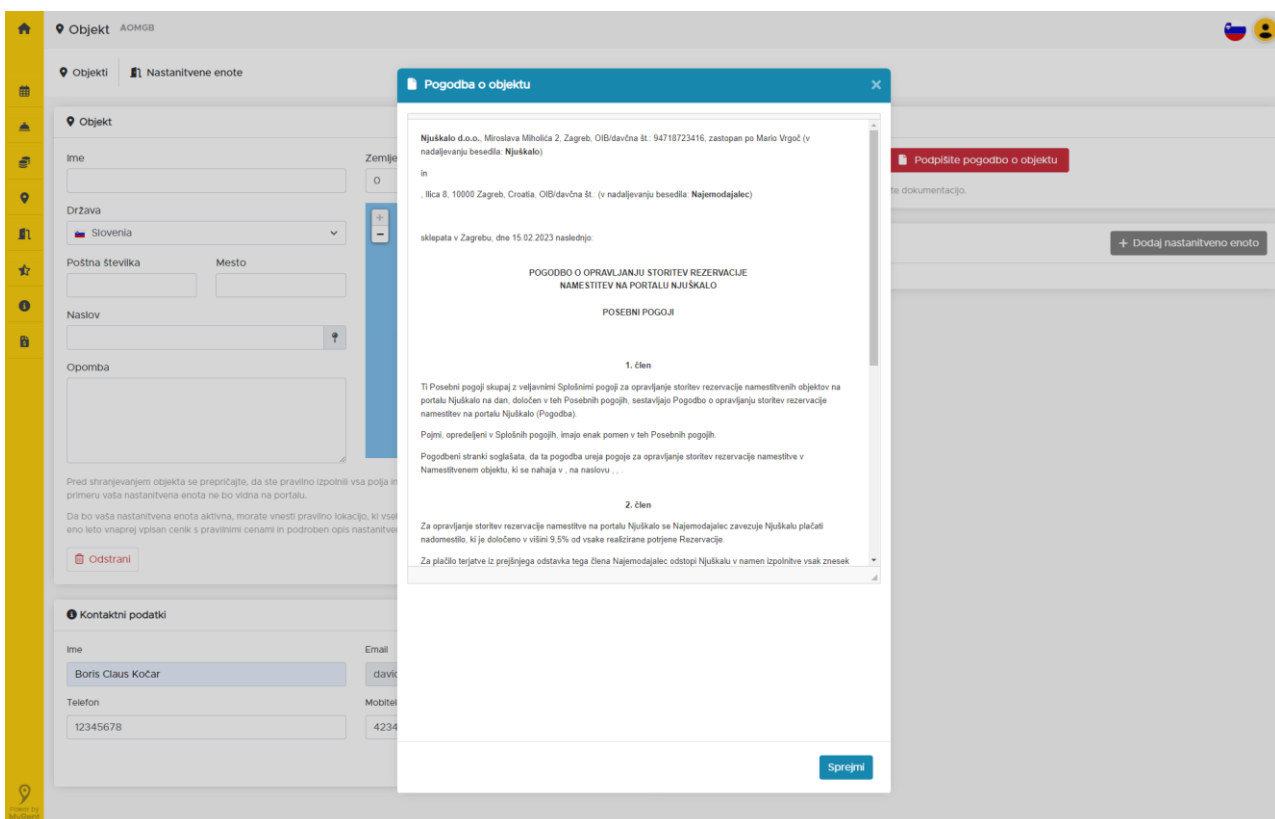 Objekt AOMGB
Objekti Nastanitvene enote
Objekt
Ime
Zemlje
0
Država
Slovenia
+
−
Poštna številka Mesto
Naslov
Opomba
Pred shranjevanjem objekta se prepričajte, da ste pravilno izpolnili vsa polja in
primeru vaša nastanitvena enota ne bo vidna na portalu.
Da bo vaša nastanitvena enota aktivna, morate vnesti pravilno lokacijo, ki vse
eno leto vnaprej vpisan cenik s pravilnimi cenami in podroben opis nastanitve
Odstrani
Kontaktni podatki
Ime
Boris Claus Kočar
Email
david
Telefon
12345678
Mobitel
4234
Power by
MyRent
Pogodba o objektu ×
Njuškalo d.o.o., Miroslava Miholića 2, Zagreb, OIB/davčna št.: 94718723416, zastopan po Mario Vrgoč (v
nadaljevanju besedila: Njuškalo)
in
, Ilica 8, 10000 Zagreb, Croatia, OIB/davčna št.: (v nadaljevanju besedila: Najemodajalec)
sklepata v Zagrebu, dne 15.02.2023 naslednjo:
POGODBO O OPRAVLJANJU STORITEV REZERVACIJE
NAMESTITEV NA PORTALU NJUŠKALO
POSEBNI POGOJI
1. člen
Ti Posebni pogoji skupaj z veljavnimi Splošnimi pogoji za opravljanje storitev rezervacije namestitvenih objektov na
portalu Njuškalo na dan, določen v teh Posebnih pogojih, sestavljajo Pogodbo o opravljanju storitev rezervacije
namestitev na portalu Njuškalo (Pogodba).
Pojmi, opredeljeni v Splošnih pogojih, imajo enak pomen v teh Posebnih pogojih.
Pogodbeni stranki soglašata, da ta pogodba ureja pogoje za opravljanje storitev rezervacije namestitve v
Namestitvenem objektu, ki se nahaja v , na naslovu , , .
2. člen
Za opravljanje storitev rezervacije namestitve na portalu Njuškalo se Najemodajalec zavezuje Njuškalu plačati
nadomestilo, ki je določeno v višini 9,5% od vsake realizirane potrjene Rezervacije.
Za plačilo terjatve iz prejšnjega odstavka tega člena Najemodajalec odstopi Njuškalu v namen izpolnitve vsak znesek
Sprejmi
Podpišite pogodbo o objektu
te dokumentacijo.
+ Dodaj nastanitveno enoto